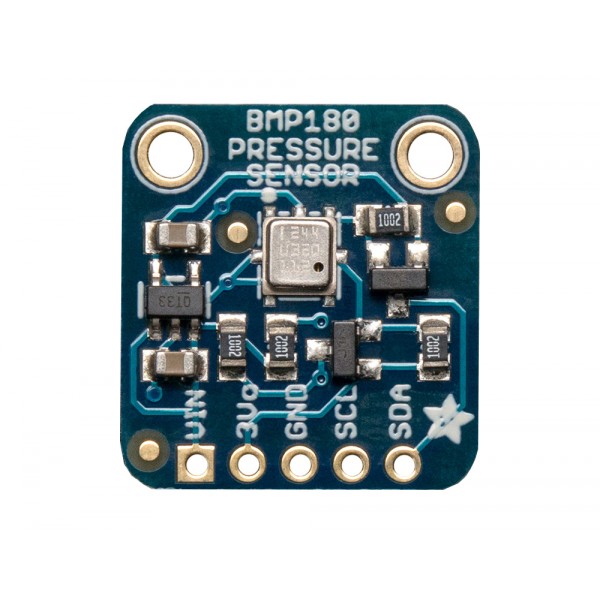 BMP180
PRESSURE
SENSOR
1002
QT33
1002
1002
1002
VIN
3Vo
GND
SCL
SDA